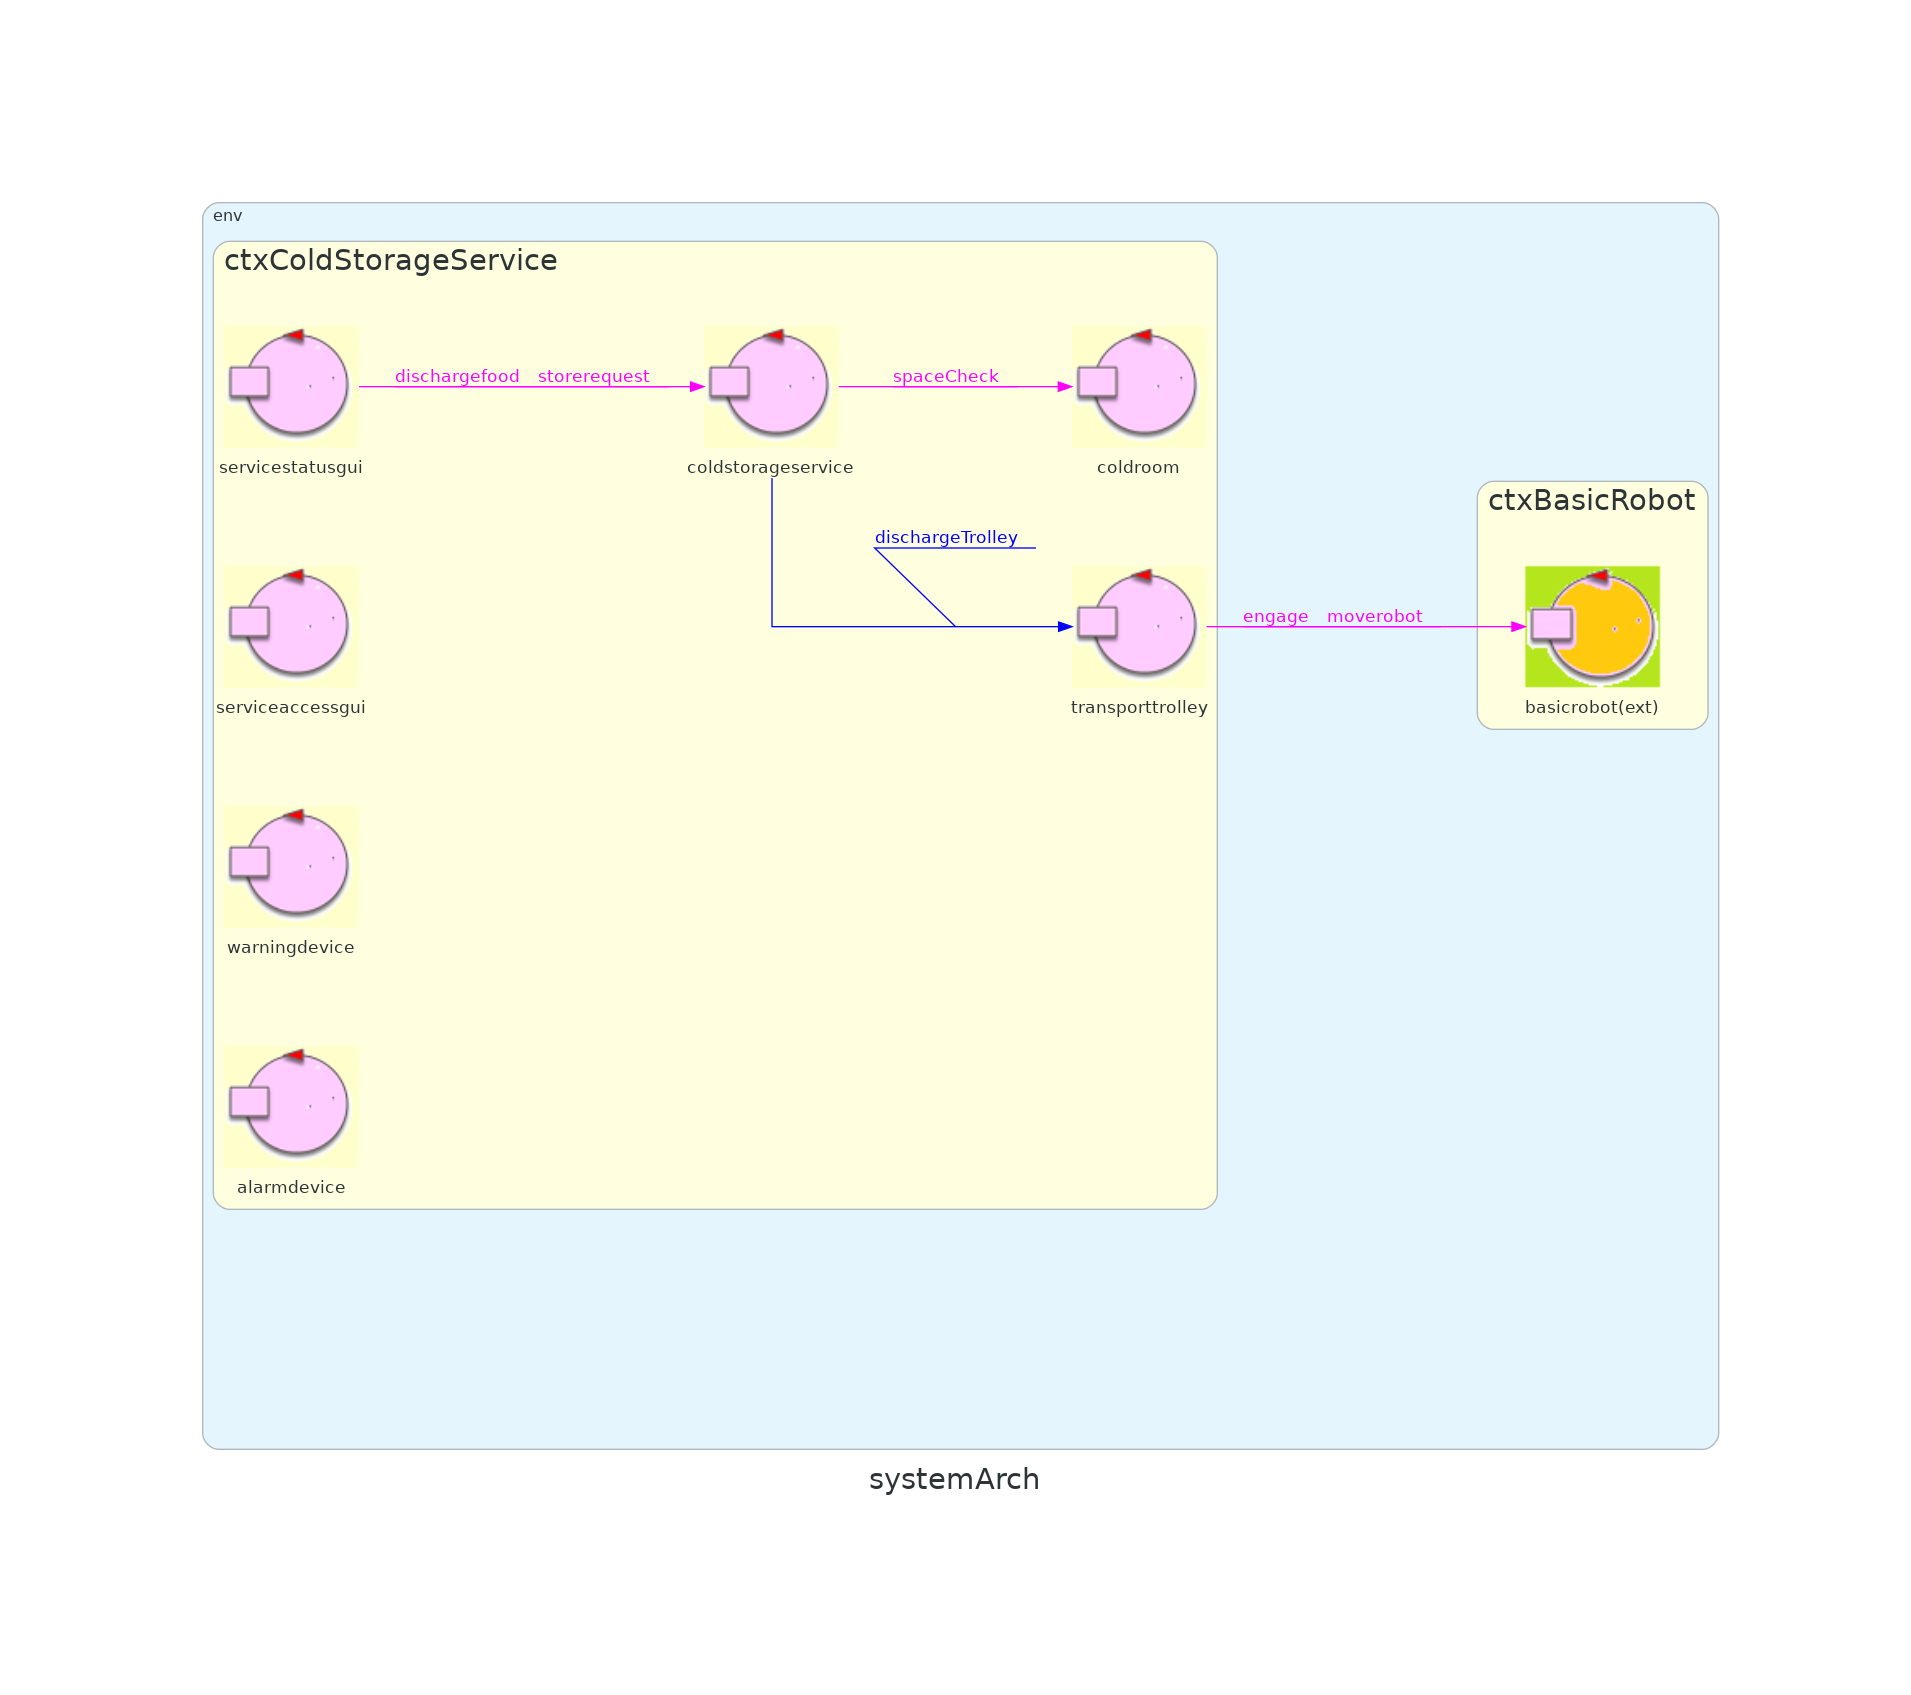 env
ctxColdStorageService
dischargefood storerequest
spaceCheck
servicestatusgui
coldstorageservice
coldroom
ctxBasicRobot
dischargeTrolley
engage moverobot
serviceaccessgui
transporttrolley
basicrobot(ext)
warningdevice
alarmdevice
systemArch